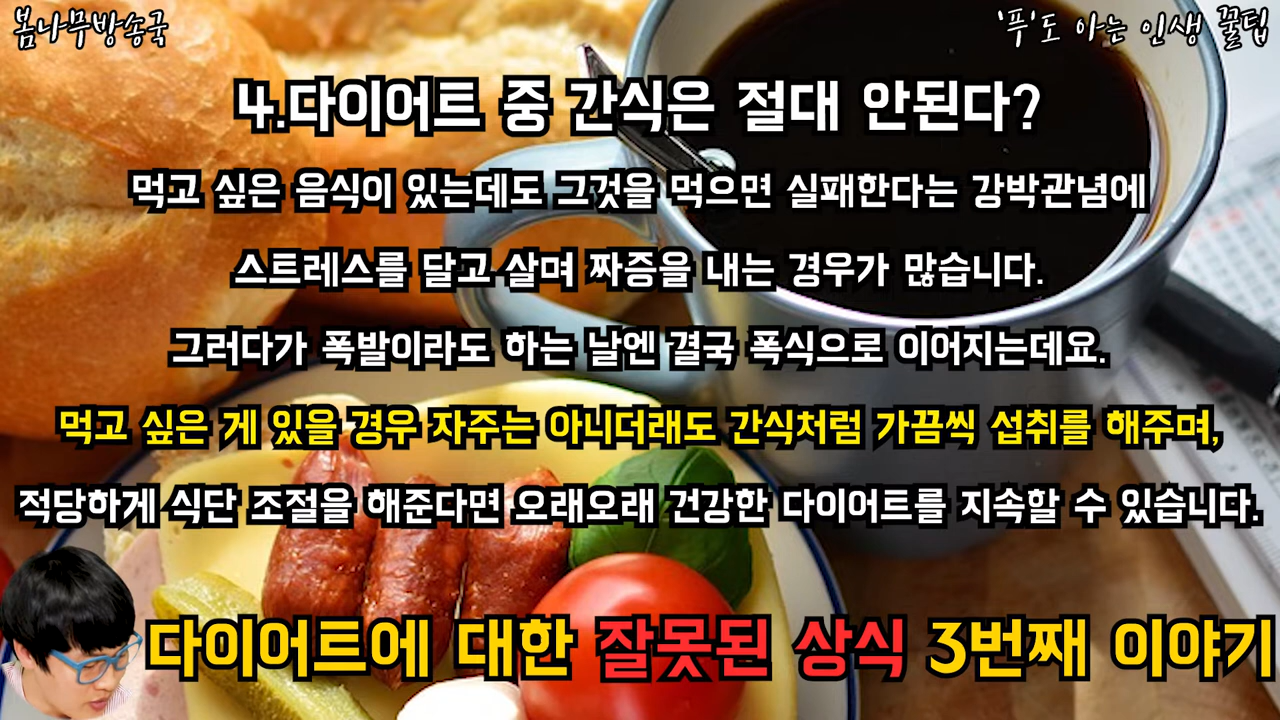 봄나무방송국
'푸'도 아는 인생 꿀팁
4.다이어트 중 간식은 절대 안된다?
먹고 싶은 음식이 있는데도 그것을 먹으면 실패한다는 강박관념에
스트레스를 달고 살며 짜증을 내는 경우가 많습니다.
그러다가 폭발이라도 하는 날엔 결국 폭식으로 이어지는데요.
먹고 싶은 게 있을 경우 자주는 아니더래도 간식처럼 가끔씩 섭취를 해주며,
적당하게 식단 조절을 해준다면 오래오래 건강한 다이어트를 지속할 수 있습니다.
다이어트에 대한 잘못된 상식 3번째 이야기